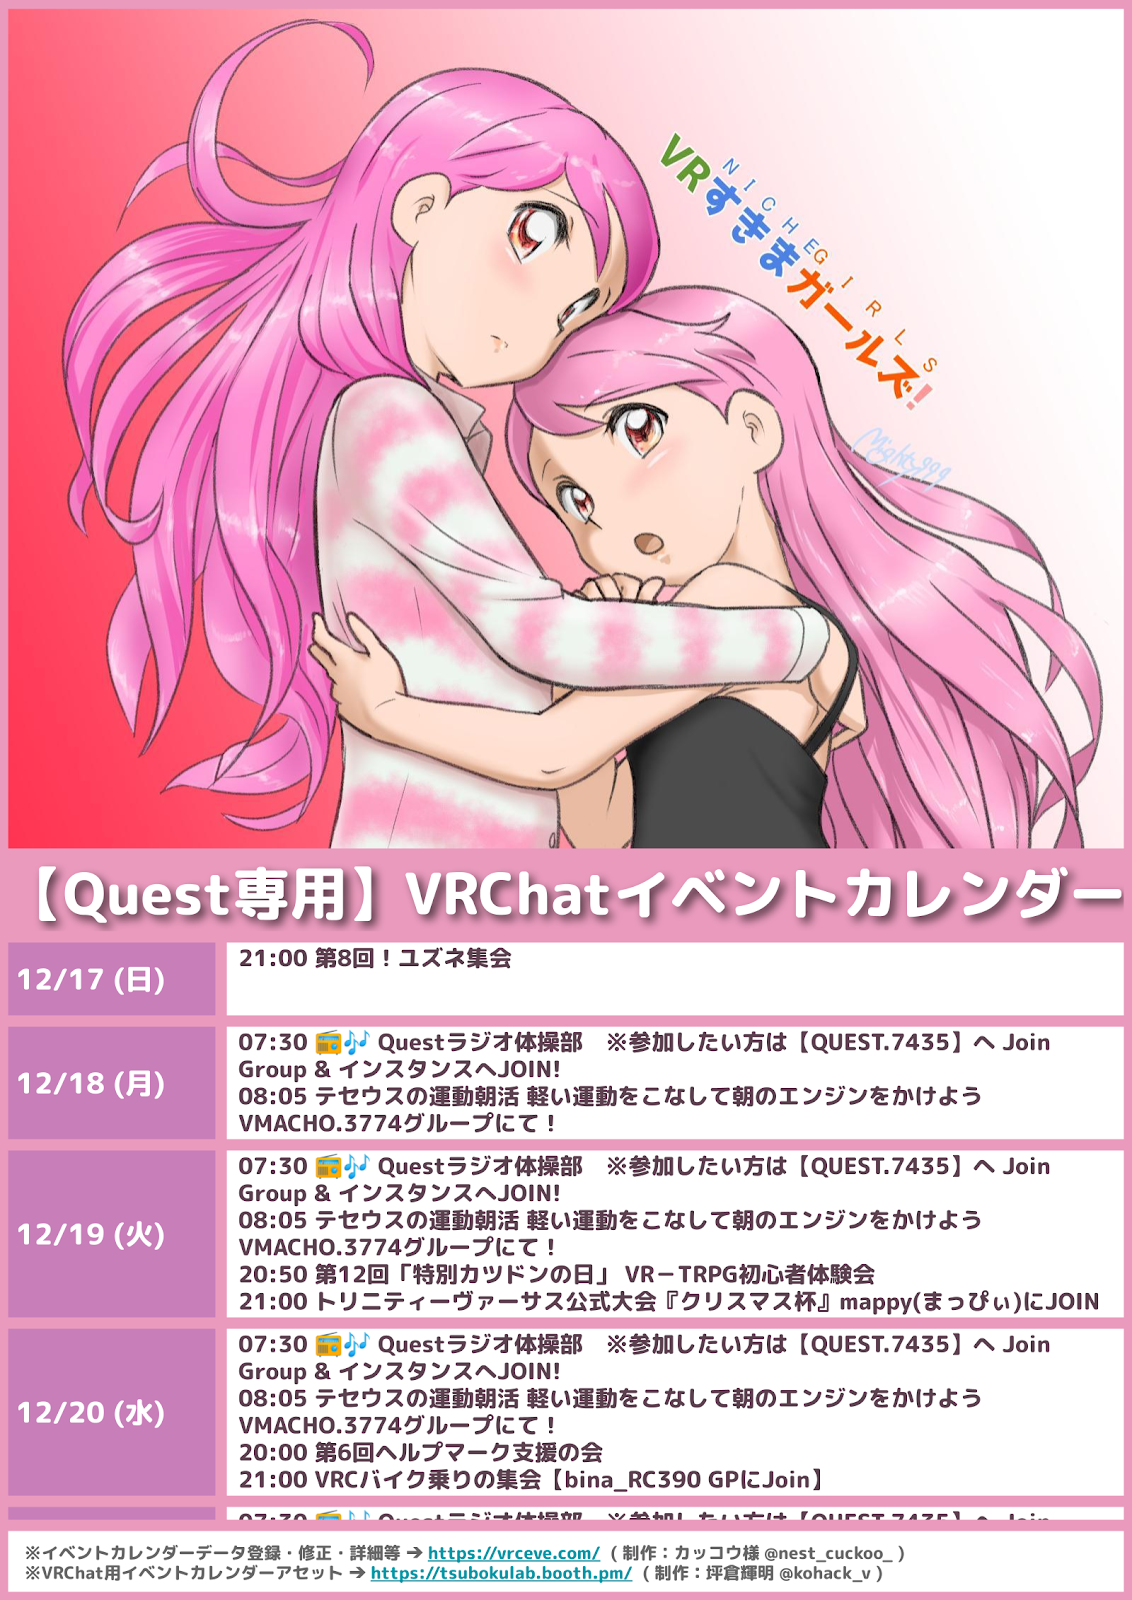 VRすきまガールズ!
NICHEGIRLS
Mighty999
【Quest専用】VRChatイベントカレンダー
12/17 (日)
21:00 第8回！ユズネ集会
12/18 (月)
07:30 📻🎶 Questラジオ体操部　※参加したい方は【QUEST.7435】へ Join
Group & インスタンスへJOIN!
08:05 テセウスの運動朝活 軽い運動をこなして朝のエンジンをかけよう
VMACHO.3774グループにて！
12/19 (火)
07:30 📻🎶 Questラジオ体操部　※参加したい方は【QUEST.7435】へ Join
Group & インスタンスへJOIN!
08:05 テセウスの運動朝活 軽い運動をこなして朝のエンジンをかけよう
VMACHO.3774グループにて！
20:50 第12回「特別カツドンの日」 VR－TRPG初心者体験会
21:00 トリニティーヴァーサス公式大会『クリスマス杯』mappy(まっぴぃ)にJOIN
12/20 (水)
07:30 📻🎶 Questラジオ体操部　※参加したい方は【QUEST.7435】へ Join
Group & インスタンスへJOIN!
08:05 テセウスの運動朝活 軽い運動をこなして朝のエンジンをかけよう
VMACHO.3774グループにて！
20:00 第6回ヘルプマーク支援の会
21:00 VRCバイク乗りの集会【bina_RC390 GPにJoin】
07:30 📻🎶 Questラジオ体操部　※参加したい方は【QUEST.7435】へ Join
※イベントカレンダーデータ登録・修正・詳細等 ➔ https://vrceve.com/ （ 制作：カッコウ様 @nest_cuckoo_ ）
※VRChat用イベントカレンダーアセット ➔ https://tsubokulab.booth.pm/ （ 制作：坪倉輝明 @kohack_v ）